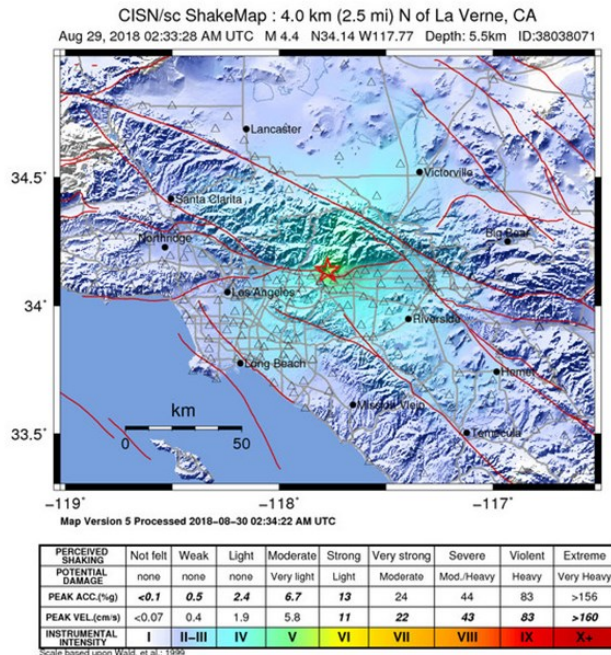 CISN/sc ShakeMap : 4.0 km (2.5 mi) N of La Verne, CA
Aug 29, 2018 02:33:28 AM UTC M 4.4 N34.14 W117.77 Depth: 5.5km ID:38038071
Lancaster
34.5°
Victorville
Santa Clarita
Northridge
Big Bear
34°
Los Angeles
Riverside
Long Beach
Hemet
km
Mission Viejo
33.5°
0 50
Temecula
-119° -118° -117°
Map Version 5 Processed 2018-08-30 02:34:22 AM UTC
PERCEIVED SHAKING Not felt Weak Light Moderate Strong Very strong Severe Violent Extreme
POTENTIAL DAMAGE none none none Very light Light Moderate Mod./Heavy Heavy Very Heavy
PEAK ACC.(%g) <0.1 0.5 2.4 6.7 13 24 44 83 >156
PEAK VEL.(cm/s) <0.07 0.4 1.9 5.8 11 22 43 83 >160
INSTRUMENTAL INTENSITY I II-III IV V VI VII VIII IX X+
Scale based upon Wald, et al.; 1999